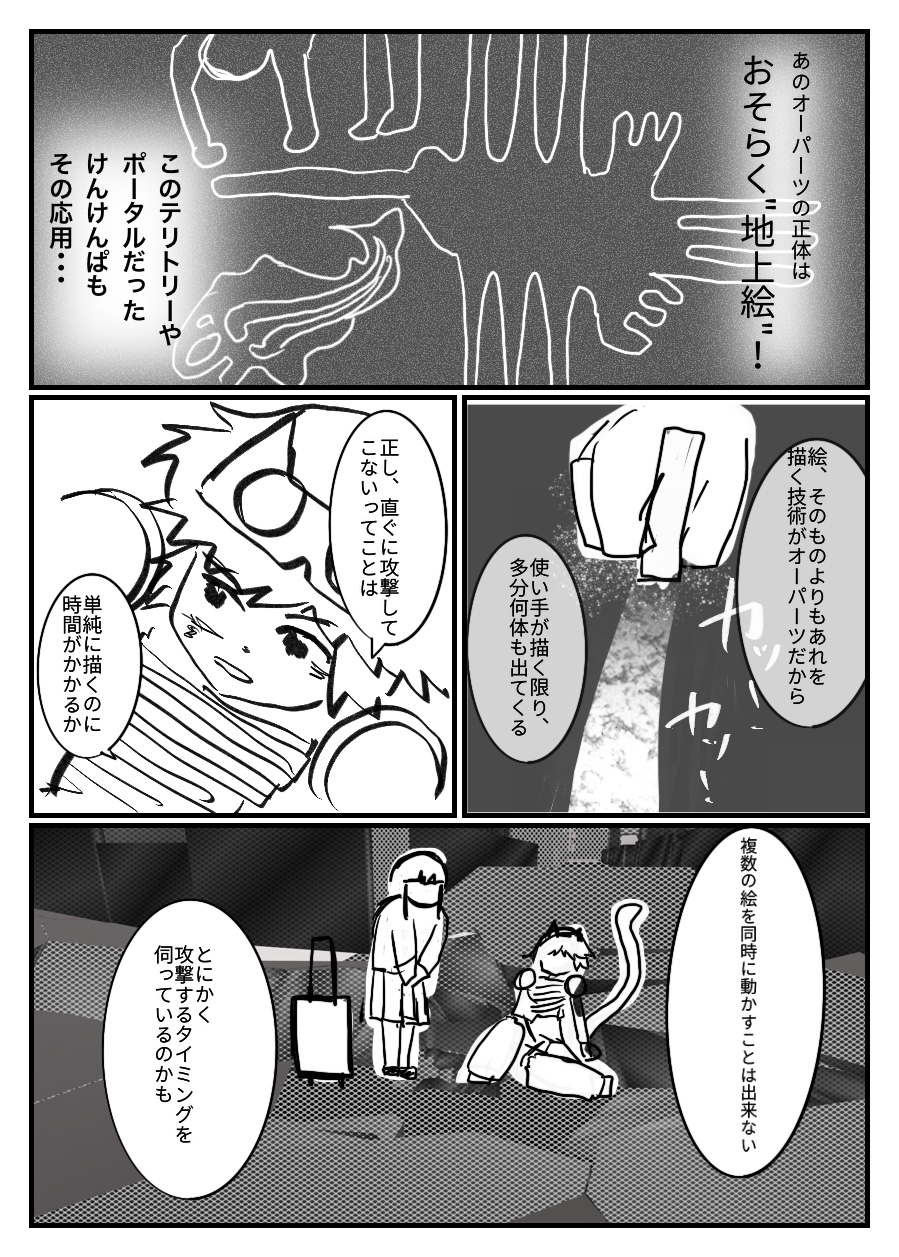 あのオーパーツの正体は
おそらく"地上絵"！
このテリトリーや
ポータルだった
けんけんぱも
その応用・・・
絵、そのものよりもあれを
描く技術がオーパーツだから
使い手が描く限り、
多分何体も出てくる
カッ
カッ
正し、直ぐに攻撃して
こないってことは
単純に描くのに
時間がかかるか
複数の絵を同時に動かすことは出来ない
とにかく
攻撃するタイミングを
伺っているのかも